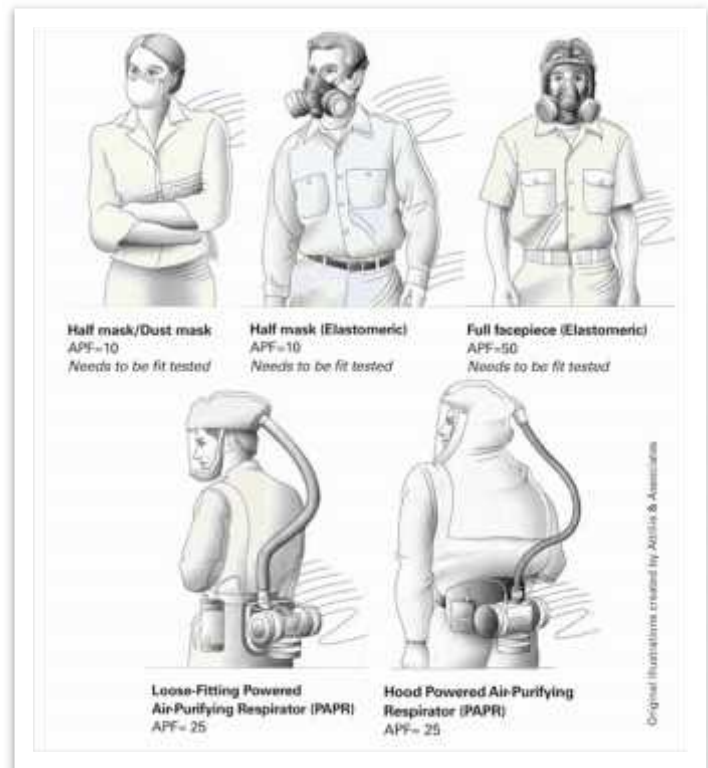 Half mask/Dust mask
APF=10
Needs to be fit tested
Half mask (Elastomeric)
APF=10
Needs to be fit tested
Full facepiece (Elastomeric)
APF=50
Needs to be fit tested
Loose-Fitting Powered
Air-Purifying Respirator (PAPR)
APF= 25
Hood Powered Air-Purifying
Respirator (PAPR)
APF= 25
Original illustrations created by Attilis & Associates